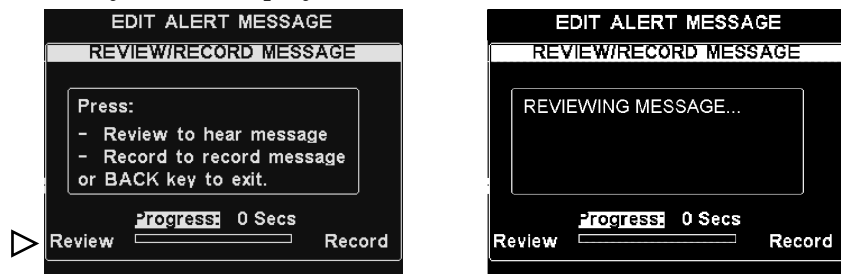 EDIT ALERT MESSAGE
REVIEW/RECORD MESSAGE
Press:
- Review to hear message
- Record to record message
or BACK key to exit.
Progress: 0 Secs
Review Record
EDIT ALERT MESSAGE
REVIEW/RECORD MESSAGE
REVIEWING MESSAGE...
Progress: 0 Secs
Review Record